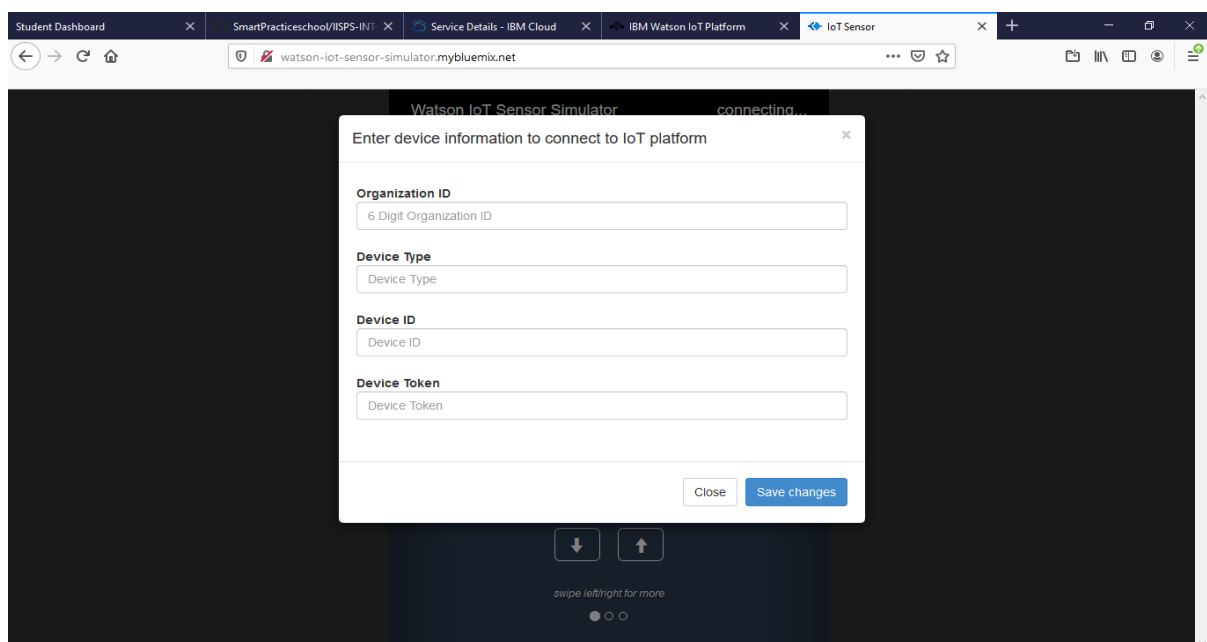 Student Dashboard
SmartPracticeschool/IISPS-INT
Service Details - IBM Cloud
IBM Watson IoT Platform
IoT Sensor
watson-iot-sensor-simulator.mybluemix.net
Watson IoT Sensor Simulator connecting...
Enter device information to connect to IoT platform
Organization ID
6 Digit Organization ID
Device Type
Device Type
Device ID
Device ID
Device Token
Device Token
Close Save changes
swipe left/right for more